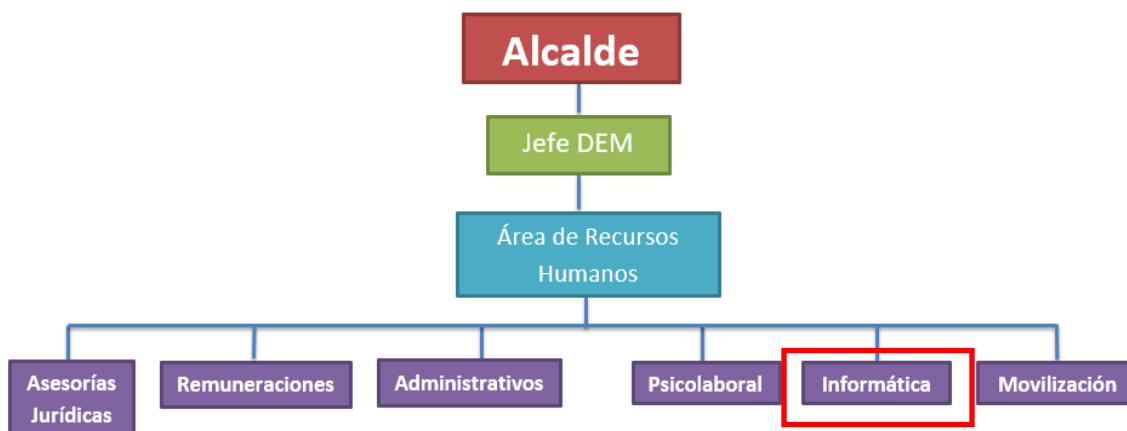 Alcalde
Jefe DEM
Área de Recursos
Humanos
Asesorías
Jurídicas
Remuneraciones
Administrativos
Psicolaboral
Informática
Movilización